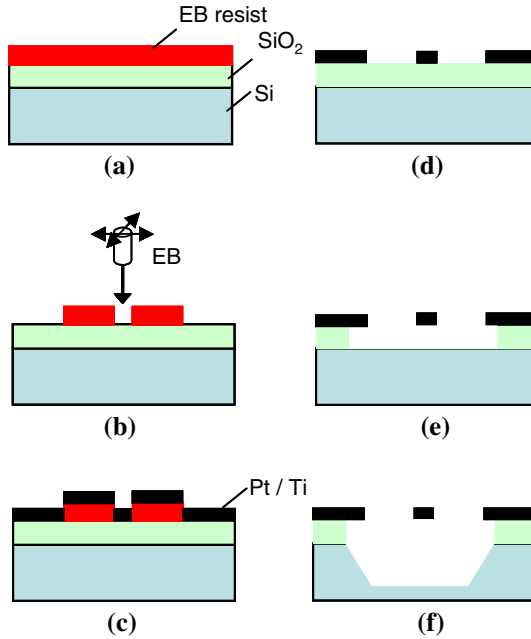 EB resist
SiO2
Si
(a)
(d)
EB
(b)
(e)
Pt / Ti
(c)
(f)